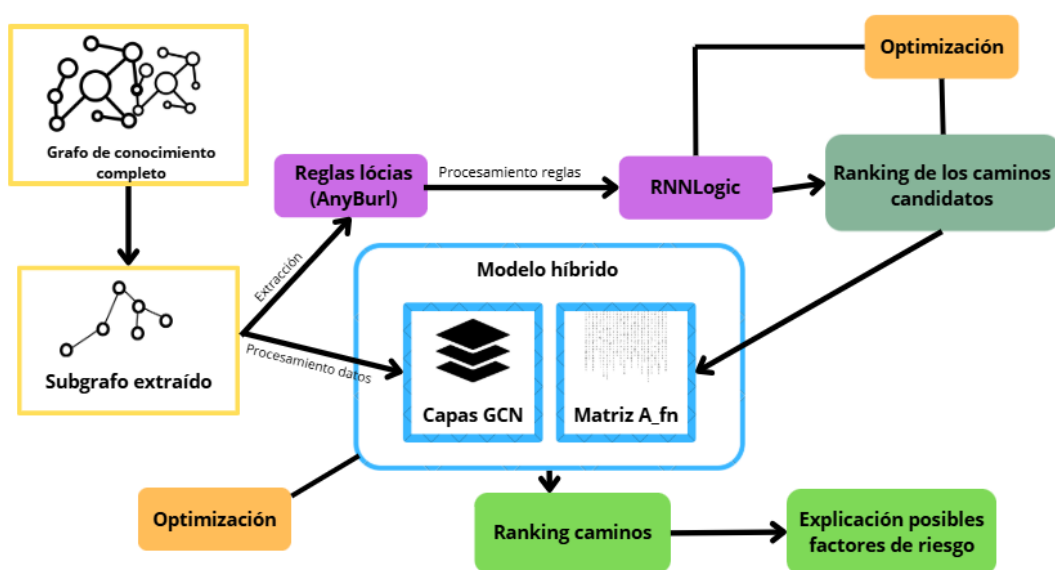 Optimización
Grafo de conocimiento
completo
Reglas lócias
(AnyBurl)
Procesamiento reglas
RNNLogic
Ranking de los caminos
candidatos
Extracción
Modelo híbrido
Procesamiento datos
Subgrafo extraído
Capas GCN
Matriz A_fn
Optimización
Ranking caminos
Explicación posibles
factores de riesgo